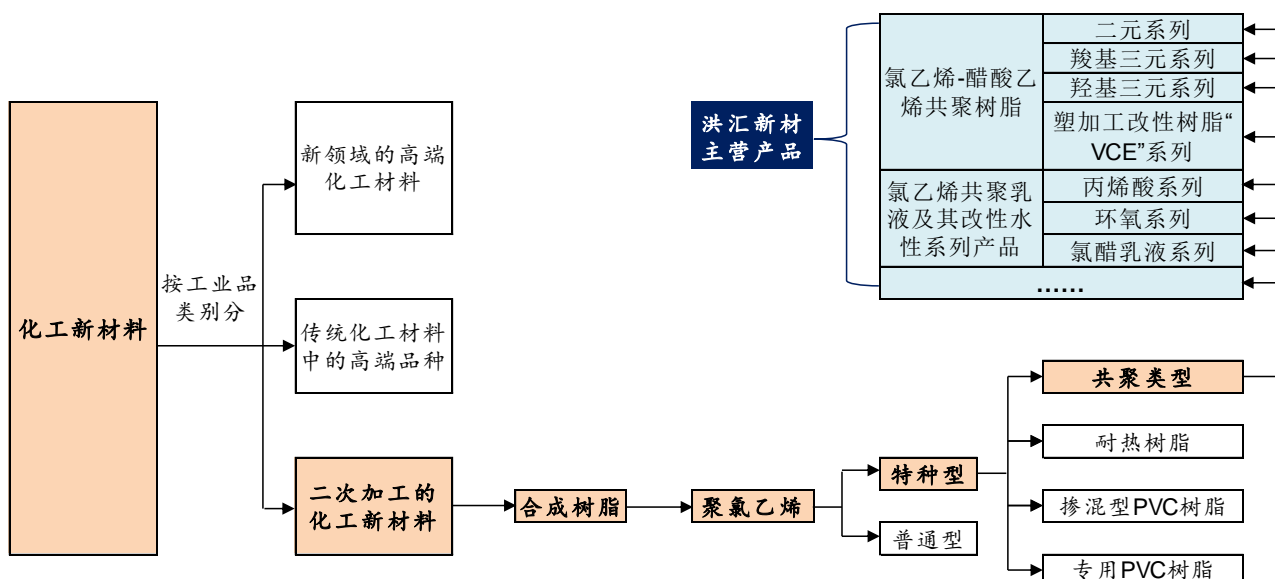 化工新材料
按工业品
类别分
新领域的高端
化工材料
传统化工材料
中的高端品种
二次加工的
化工新材料
合成树脂
聚氯乙烯
特种型
普通型
共聚类型
耐热树脂
掺混型PVC树脂
专用PVC树脂
洪汇新材
主营产品
氯乙烯-醋酸乙
烯共聚树脂
二元系列
羧基三元系列
羟基三元系列
塑加工改性树脂“
VCE”系列
氯乙烯共聚乳
液及其改性水
性系列产品
丙烯酸系列
环氧系列
氯醋乳液系列
……